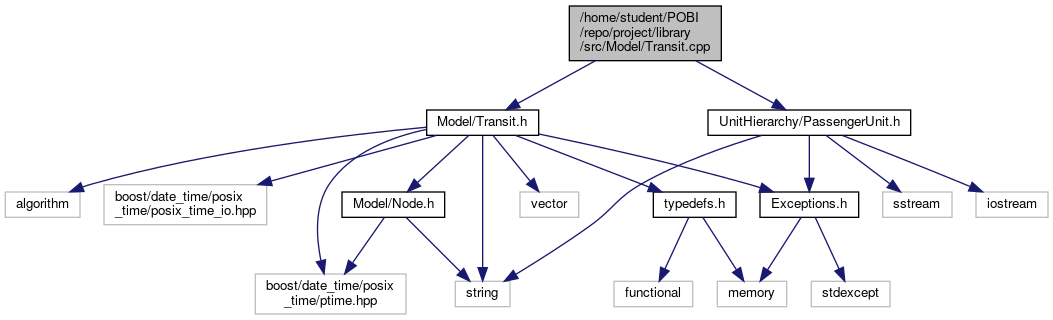 /home/student/POBI
/repo/project/library
/src/Model/Transit.cpp
Model/Transit.h
UnitHierarchy/PassengerUnit.h
algorithm
boost/date_time/posix
_time/posix_time_io.hpp
Model/Node.h
vector
typedefs.h
Exceptions.h
sstream
iostream
boost/date_time/posix
_time/ptime.hpp
string
functional
memory
stdexcept